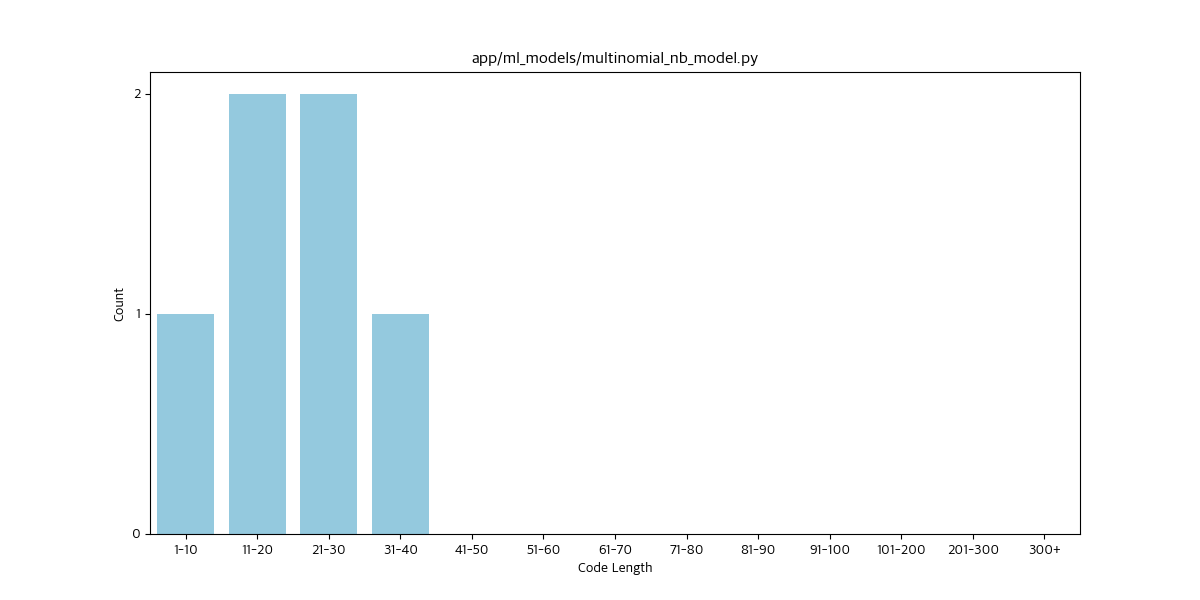 app/ml_models/multinomial_nb_model.py
Count
2
1
0
1-10 11-20 21-30 31-40 41-50 51-60 61-70 71-80 81-90 91-100 101-200 201-300 300+
Code Length